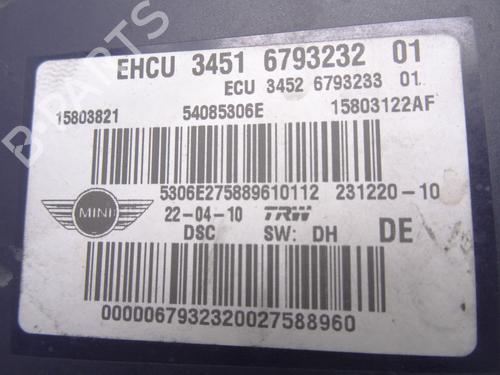 EHCU 3451 6793232 01
ECU 3452 6793233 01
15803821 54085306E 15803122AF
5306E275889610112 231220-10
MINI 22-04-10 TRW
DSC SW: DH DE
0000067932320027588960
B-PARTS